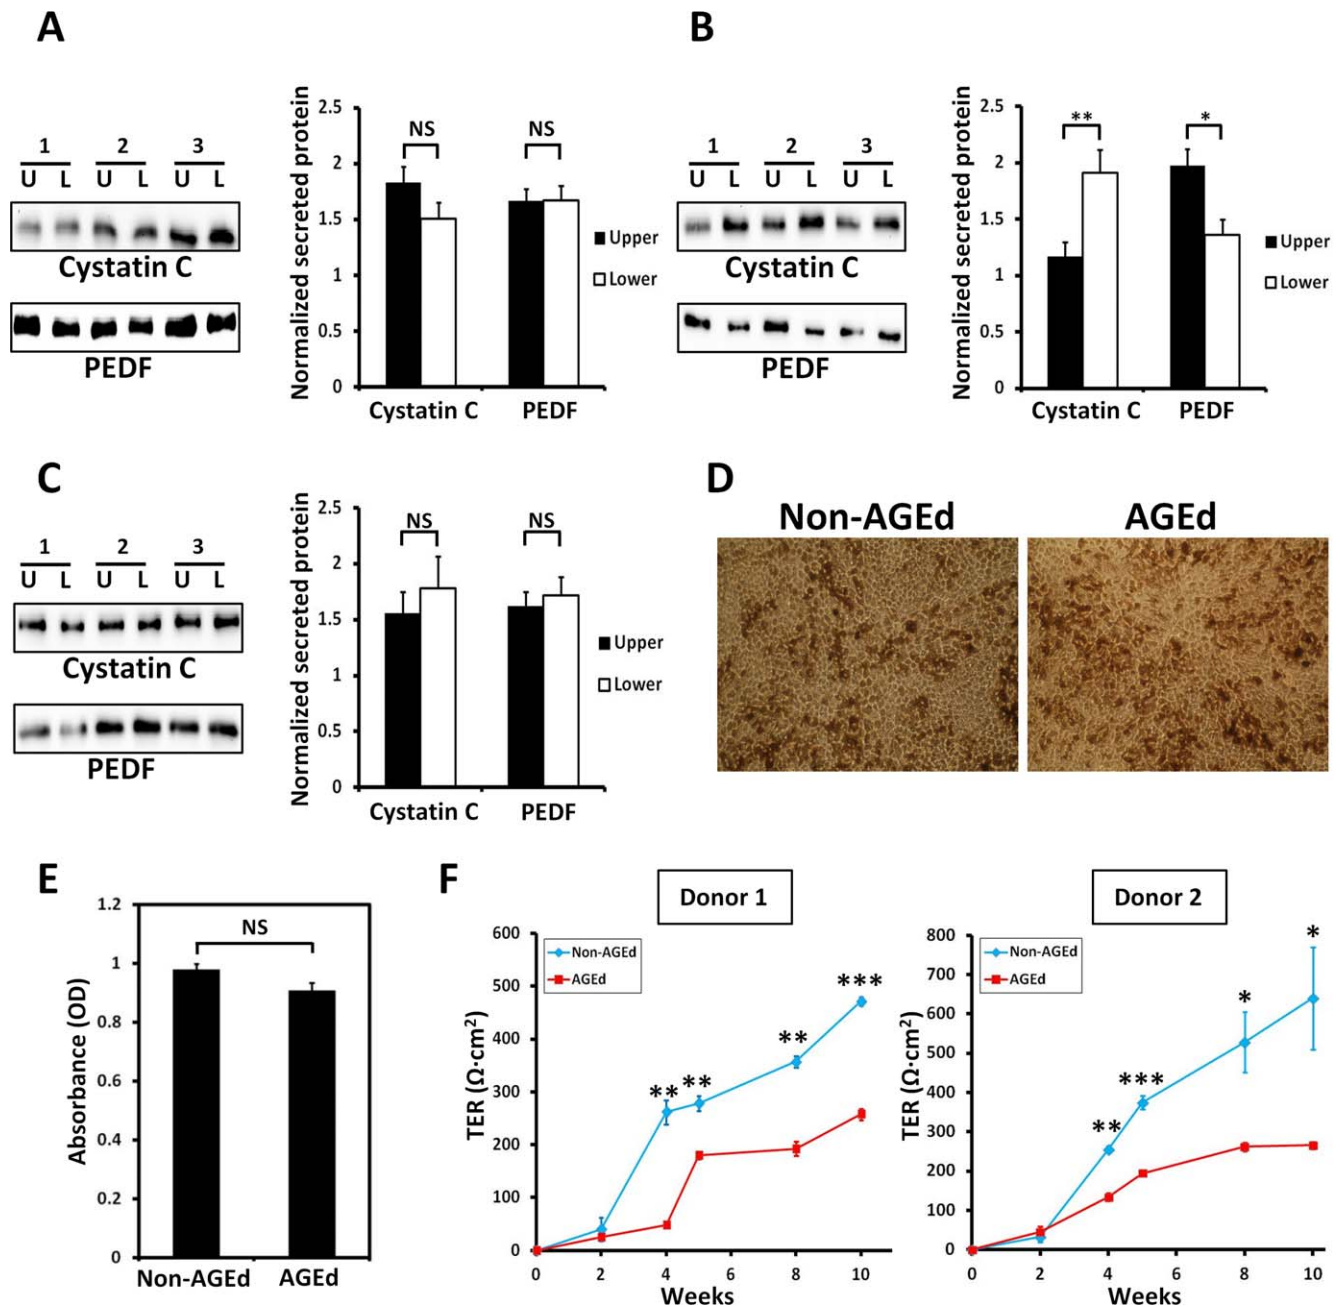 A
1 2 3
U L U L U L
Cystatin C
PEDF
Normalized secreted protein
2.5
2
1.5
1
0.5
0
NS
NS
Cystatin C PEDF
Upper
Lower
B
1 2 3
U L U L U L
Cystatin C
PEDF
Normalized secreted protein
2.5
2
1.5
1
0.5
0
**
*
Cystatin C PEDF
Upper
Lower
C
1 2 3
U L U L U L
Cystatin C
PEDF
Normalized secreted protein
2.5
2
1.5
1
0.5
0
NS
NS
Cystatin C PEDF
Upper
Lower
D
Non-AGEd AGEd
E
Absorbance (OD)
1.2
1
0.8
0.6
0.4
0.2
0
NS
Non-AGEd AGEd
F
Donor 1
TER (Ω·cm²)
600
500
400
300
200
100
0
Non-AGEd
AGEd
** ** ** ***
0 2 4 6 8 10
Weeks
Donor 2
TER (Ω·cm²)
800
700
600
500
400
300
200
100
0
Non-AGEd
AGEd
** *** * *
0 2 4 6 8 10
Weeks